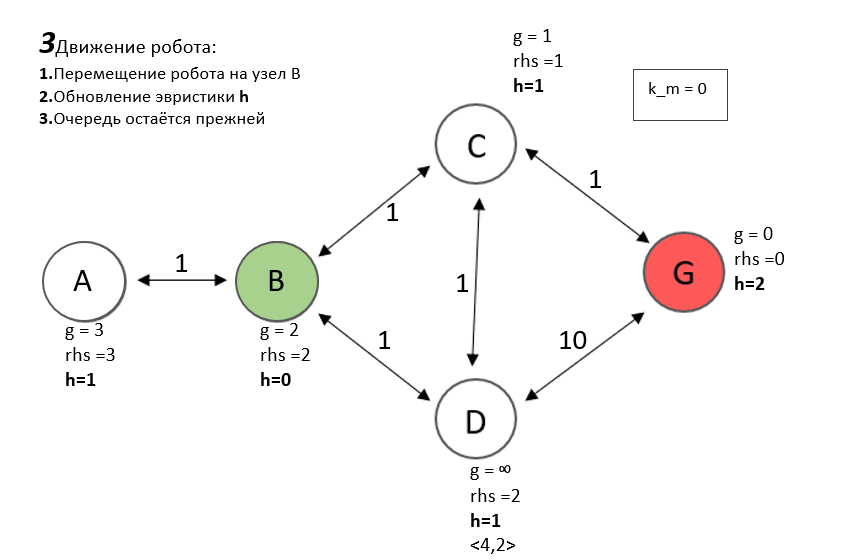 3Движение робота:
1.Перемещение робота на узел B
2.Обновление эвристики h
3.Очередь остаётся прежней
g = 1
rhs =1
h=1
k_m = 0
C
1
1
A
1
B
1
G
g = 0
rhs =0
h=2
g = 3
rhs =3
h=1
g = 2
rhs =2
h=0
1
10
D
g = ∞
rhs =2
h=1
<4,2>